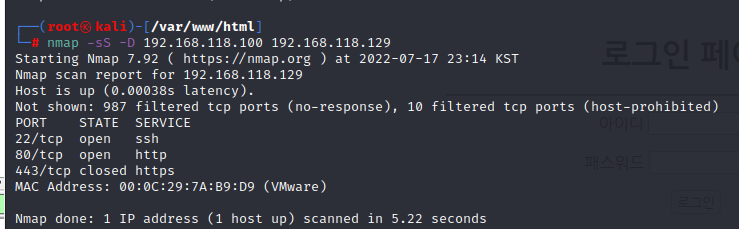 (root㉿kali)-[/var/www/html]
# nmap -sS -D 192.168.118.100 192.168.118.129
Starting Nmap 7.92 ( https://nmap.org ) at 2022-07-17 23:14 KST
Nmap scan report for 192.168.118.129
Host is up (0.00038s latency).
Not shown: 987 filtered tcp ports (no-response), 10 filtered tcp ports (host-prohibited)
PORT    STATE  SERVICE
22/tcp  open   ssh
80/tcp  open   http
443/tcp closed https
MAC Address: 00:0C:29:7A:B9:D9 (VMware)
Nmap done: 1 IP address (1 host up) scanned in 5.22 seconds
로그인 페이
아이디
패스워드
로그인